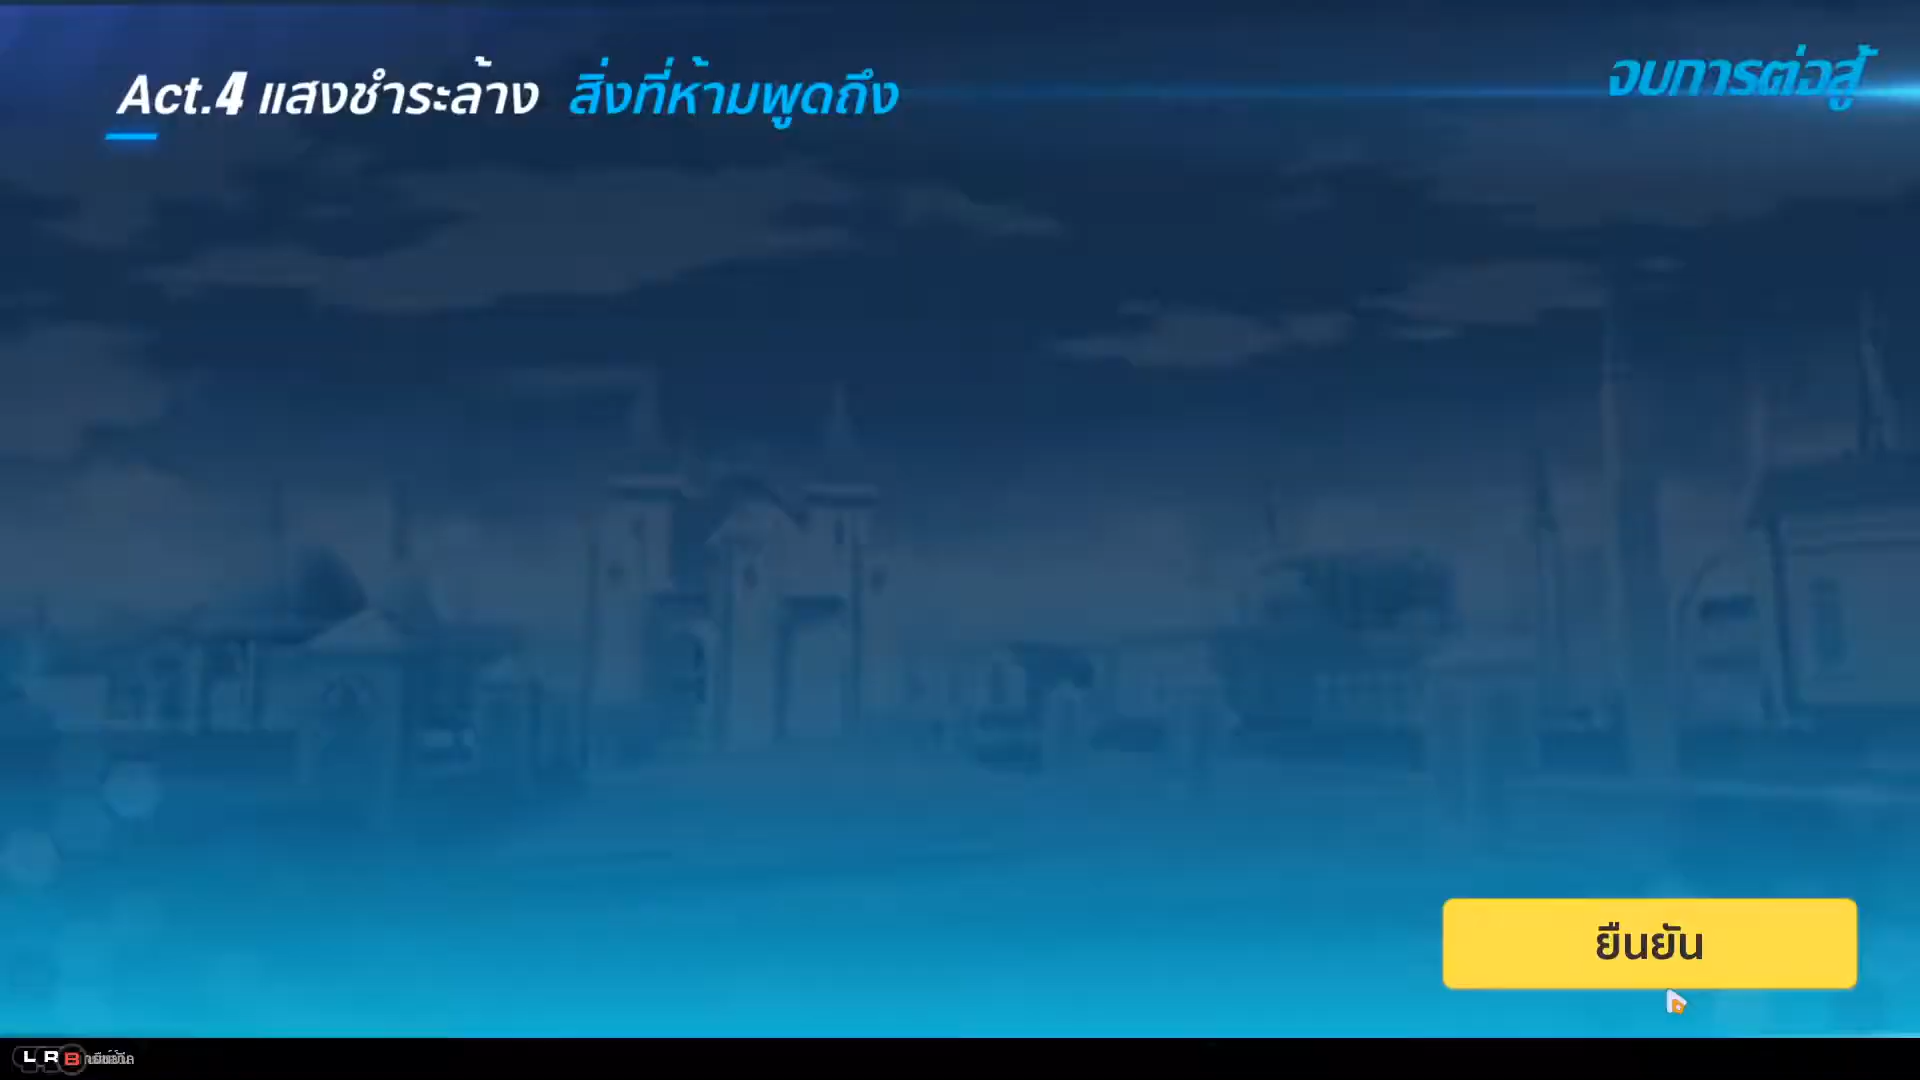 Act.4 แสงชำระล้าง สิ่งที่ห้ามพูดถึง
จบการต่อสู้
ยืนยัน
L R B